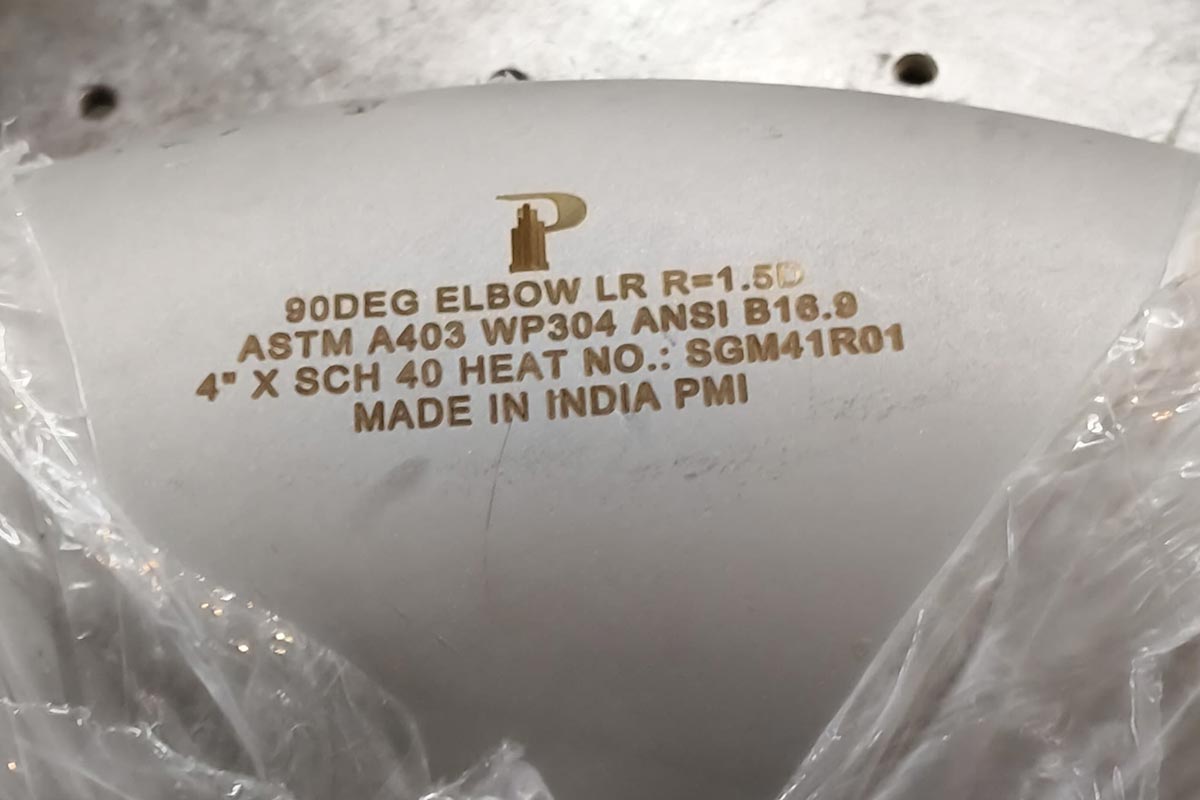 P
90DEG ELBOW LR R=1.5D
ASTM A403 WP304 ANSI B16.9
4" X SCH 40 HEAT NO.: SGM41R01
MADE IN INDIA PMI